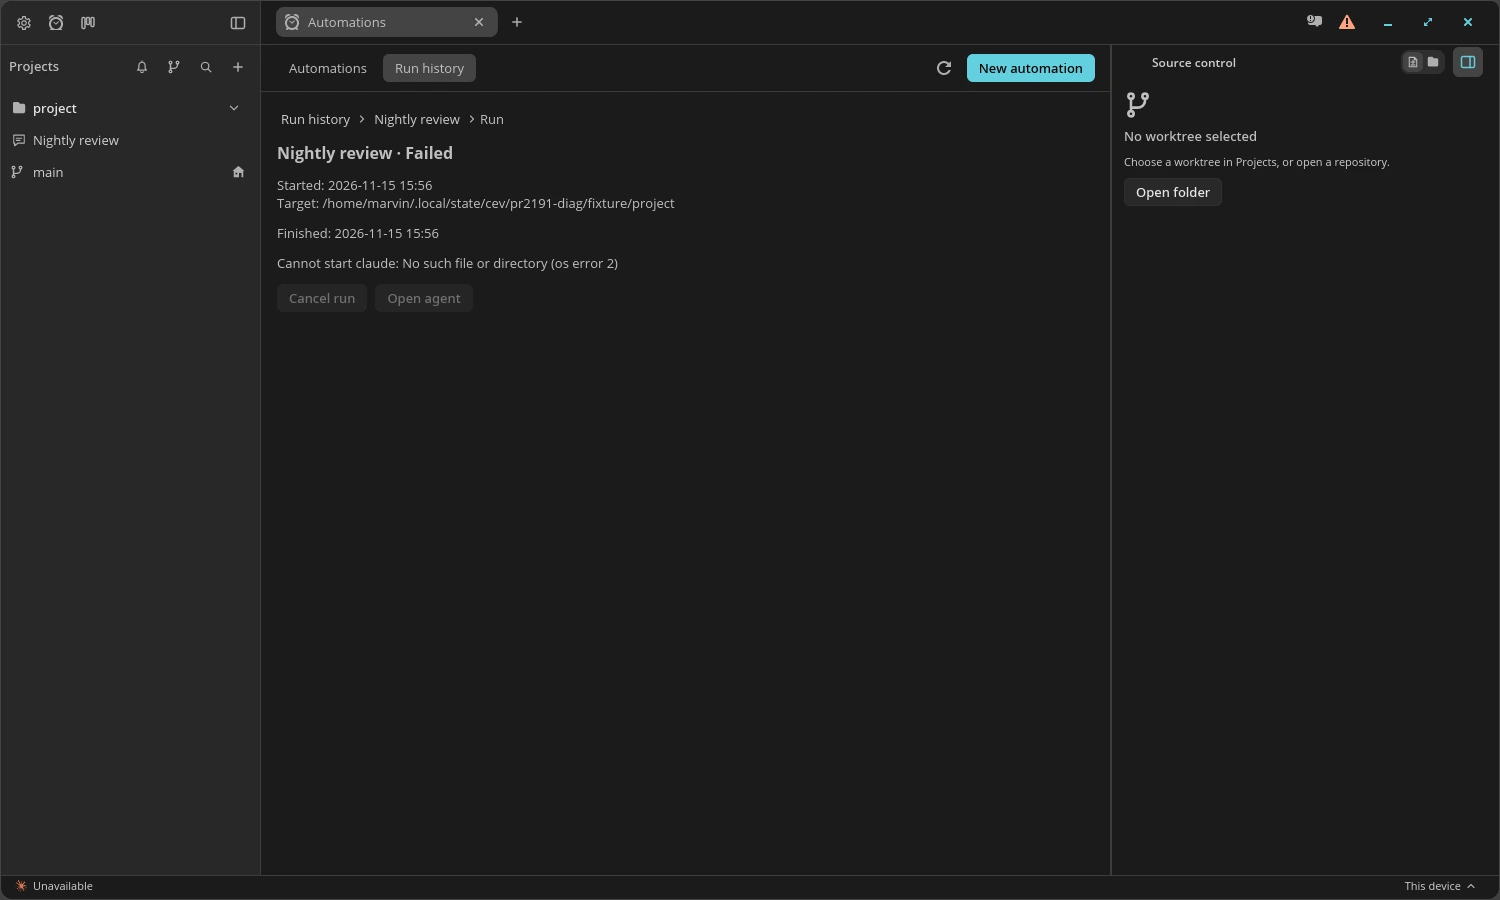 Automations
Projects
project
Nightly review
main
Automations
Run history
New automation
Run history > Nightly review > Run
Nightly review · Failed
Started: 2026-11-15 15:56
Target: /home/marvin/.local/state/cev/pr2191-diag/fixture/project
Finished: 2026-11-15 15:56
Cannot start claude: No such file or directory (os error 2)
Cancel run
Open agent
Source control
No worktree selected
Choose a worktree in Projects, or open a repository.
Open folder
Unavailable
This device